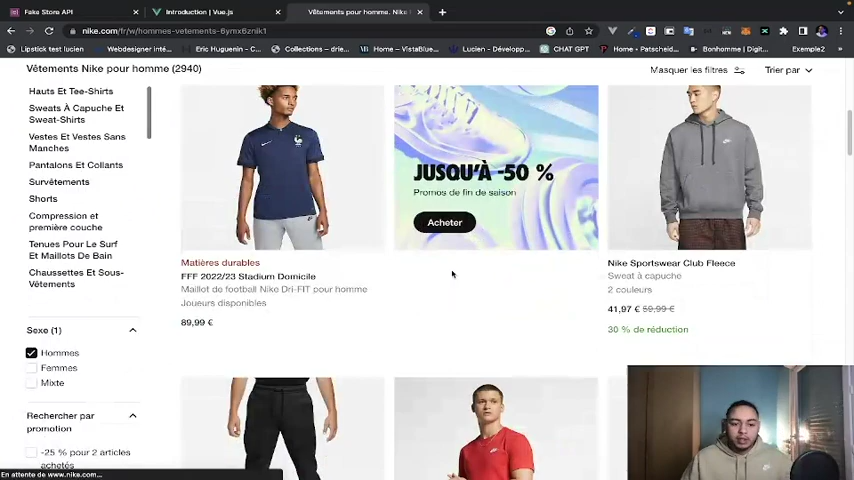 Fake Store API
Introduction | Vue.js
Vêtements pour homme. Nike
nike.com/fr/w/hommes-vetements-6ymx6znik1
Lipstick test lucien
Webdesigner inté...
Eric Huguenin - C...
Collections – drie...
Home – VistaBlue...
Lucien - Développ...
CHAT GPT
Home • Patscheid...
Bonhomme | Digit...
Exemple2
Vêtements Nike pour homme (2940)
Masquer les filtres
Trier par
Hauts Et Tee-Shirts
Sweats À Capuche Et
Sweat-Shirts
Vestes Et Vestes Sans
Manches
Pantalons Et Collants
Survêtements
Shorts
Compression et
première couche
Tenues Pour Le Surf
Et Maillots De Bain
Chaussettes Et Sous-
Vêtements
Sexe (1)
Hommes
Femmes
Mixte
Rechercher par
promotion
-25 % pour 2 articles
achetés
Matières durables
FFF 2022/23 Stadium Domicile
Maillot de football Nike Dri-FIT pour homme
Joueurs disponibles
89,99 €
JUSQU'À -50 %
Promos de fin de saison
Acheter
Nike Sportswear Club Fleece
Sweat à capuche
2 couleurs
41,97 € 59,99 €
30 % de réduction
En attente de www.nike.com...